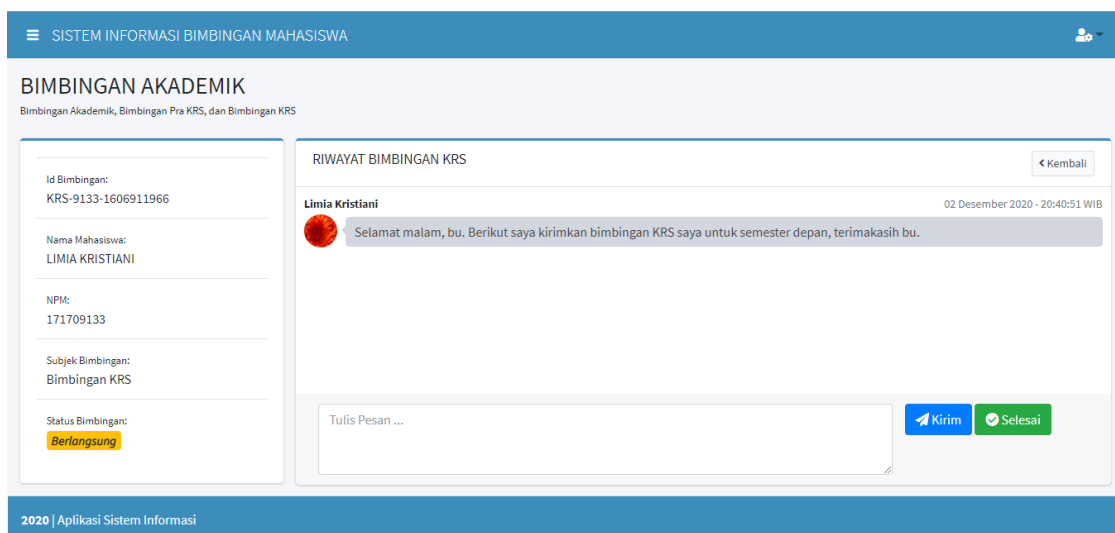 SISTEM INFORMASI BIMBINGAN MAHASISWA
BIMBINGAN AKADEMIK
Bimbingan Akademik, Bimbingan Pra KRS, dan Bimbingan KRS
Id Bimbingan:
KRS-9133-1606911966
Nama Mahasiswa:
LIMIA KRISTIANI
NPM:
171709133
Subjek Bimbingan:
Bimbingan KRS
Status Bimbingan:
Berlangsung
RIWAYAT BIMBINGAN KRS
Kembali
Limia Kristiani
02 Desember 2020 - 20:40:51 WIB
Selamat malam, bu. Berikut saya kirimkan bimbingan KRS saya untuk semester depan, terimakasih bu.
Tulis Pesan ...
Kirim
Selesai
2020 | Aplikasi Sistem Informasi